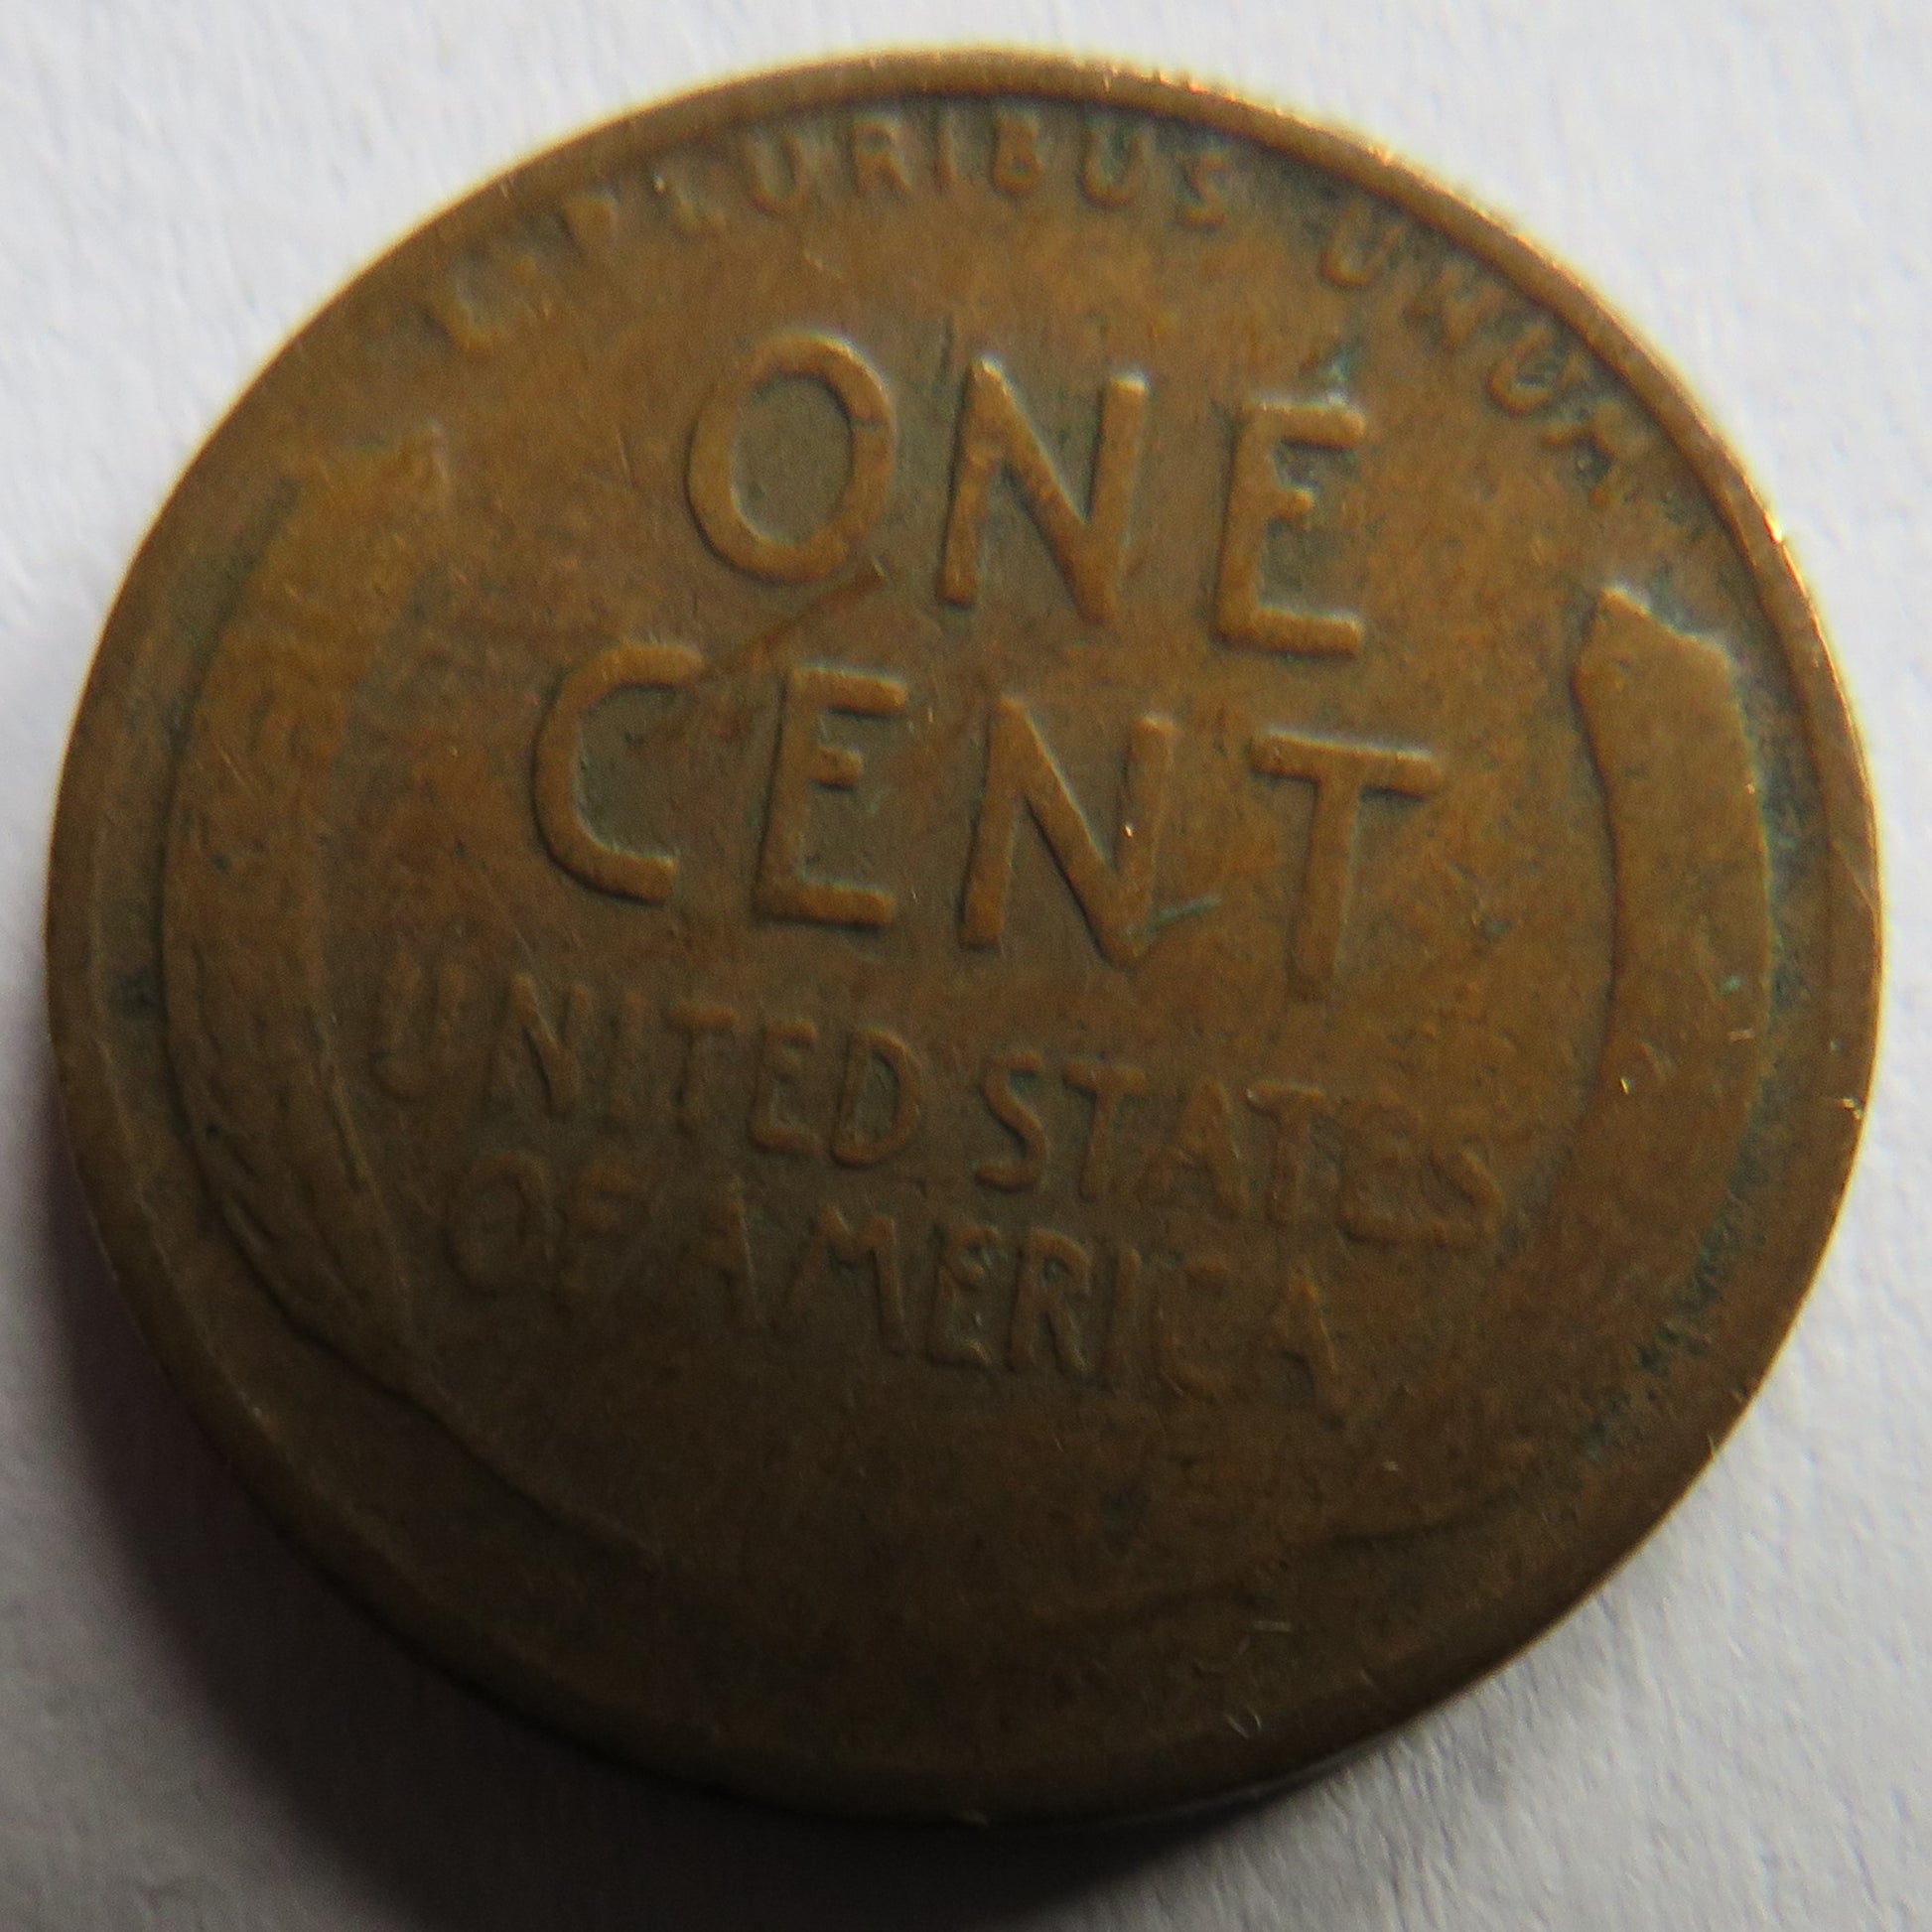 E PLURIBUS UNUM
ONE
CENT
UNITED STATES
OF AMERICA